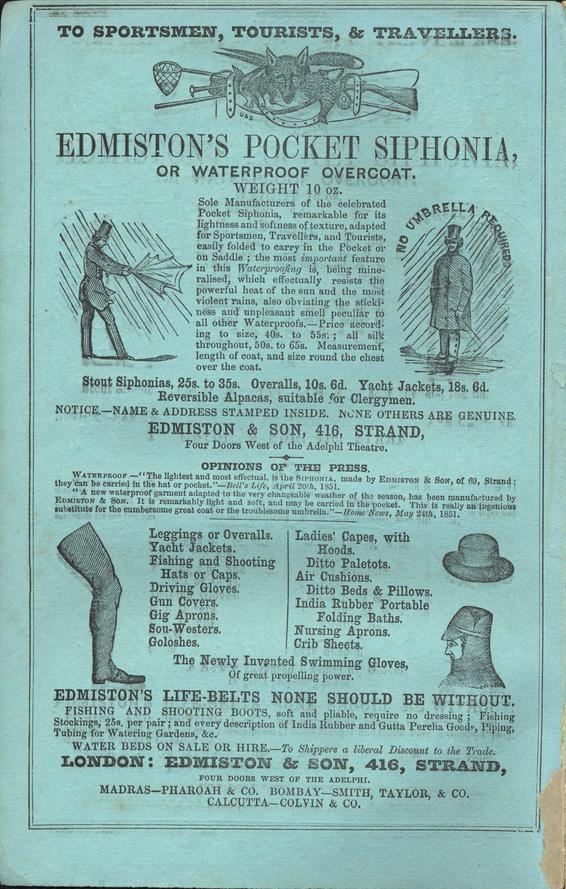 TO SPORTSMEN, TOURISTS, & TRAVELLERS.
EDMISTON'S POCKET SIPHONIA,
OR WATERPROOF OVERCOAT.
WEIGHT 10 oz.
Sole Manufacturers of the celebrated
Pocket Siphonia, remarkable for its
lightness and softness of texture, adapted
for Sportsmen, Travellers, and Tourists,
easily folded to carry in the Pocket or
on Saddle; the most important feature
in this Waterproofing is, being mine-
ralised, which effectually resists the
powerful heat of the sun and the most
violent rains, also obviating the sticki-
ness and unpleasant smell peculiar to
all other Waterproofs.—Price accord-
ing to size, 40s. to 55s.; all silk
throughout, 50s. to 65s. Measurement,
length of coat, and size round the chest
over the coat.
NO UMBRELLA REQUIRED
Stout Siphonias, 25s. to 35s. Overalls, 10s. 6d. Yacht Jackets, 18s. 6d.
Reversible Alpacas, suitable for Clergymen.
NOTICE.—NAME & ADDRESS STAMPED INSIDE. NONE OTHERS ARE GENUINE.
EDMISTON & SON, 416, STRAND,
Four Doors West of the Adelphi Theatre.
OPINIONS OF THE PRESS.
WATERPROOF.—"The lightest and most effectual, is the SIPHONIA, made by EDMISTON & SON, of 69, Strand;
they can be carried in the hat or pocket."—Bell's Life, April 20th, 1851.
"A new waterproof garment adapted to the very changeable weather of the season, has been manufactured by
EDMISTON & SON. It is remarkably light and soft, and may be carried in the pocket. This is really an ingenious
substitute for the cumbersome great coat or the troublesome umbrella."—Home News, May 24th, 1851.
Leggings or Overalls.
Yacht Jackets.
Fishing and Shooting
Hats or Caps.
Driving Gloves.
Gun Covers.
Gig Aprons.
Sou-Westers.
Goloshes.
Ladies' Capes, with
Hoods.
Ditto Paletots.
Air Cushions.
Ditto Beds & Pillows.
India Rubber Portable
Folding Baths.
Nursing Aprons.
Crib Sheets.
The Newly Invented Swimming Gloves,
Of great propelling power.
EDMISTON'S LIFE-BELTS NONE SHOULD BE WITHOUT.
FISHING AND SHOOTING BOOTS, soft and pliable, require no dressing; Fishing
Stockings, 25s. per pair; and every description of India Rubber and Gutta Percha Goods, Piping,
Tubing for Watering Gardens, &c.
WATER BEDS ON SALE OR HIRE.—To Shippers a liberal Discount to the Trade.
LONDON: EDMISTON & SON, 416, STRAND,
FOUR DOORS WEST OF THE ADELPHI.
MADRAS—PHAROAH & CO. BOMBAY—SMITH, TAYLOR, & CO.
CALCUTTA—COLVIN & CO.